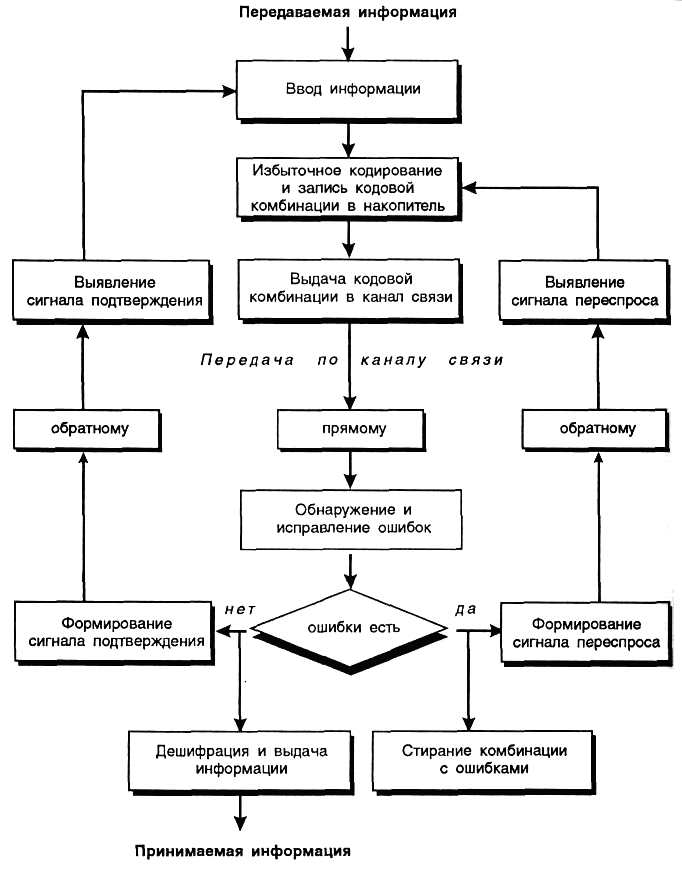 Передаваемая информация
Ввод информации
Избыточное кодирование
и запись кодовой
комбинации в накопитель
Выявление
сигнала подтверждения
Выдача кодовой
комбинации в канал связи
Выявление
сигнала переспроса
Передача по каналу связи
обратному
прямому
обратному
Обнаружение и
исправление ошибок
нет
да
Формирование
сигнала подтверждения
ошибки есть
Формирование
сигнала переспроса
Дешифрация и выдача
информации
Стирание комбинации
с ошибками
Принимаемая информация